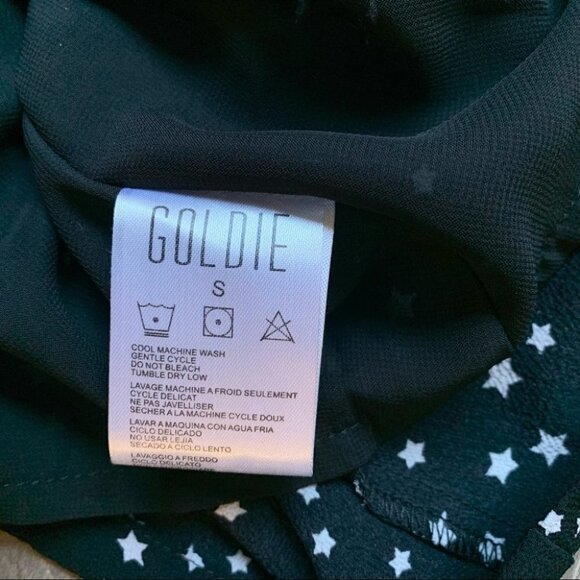 GOLDIE
S
COOL MACHINE WASH
GENTLE CYCLE
DO NOT BLEACH
TUMBLE DRY LOW
LAVAGE MACHINE A FROID SEULEMENT
CYCLE DELICAT
NE PAS JAVELLISER
SECHER A LA MACHINE CYCLE DOUX
LAVAR A MAQUINA CON AGUA FRIA
CICLO DELICADO
NO USAR LEJIA
SECADO A CICLO LENTO
LAVAGGIO A FREDDO
CICLO DELICATO